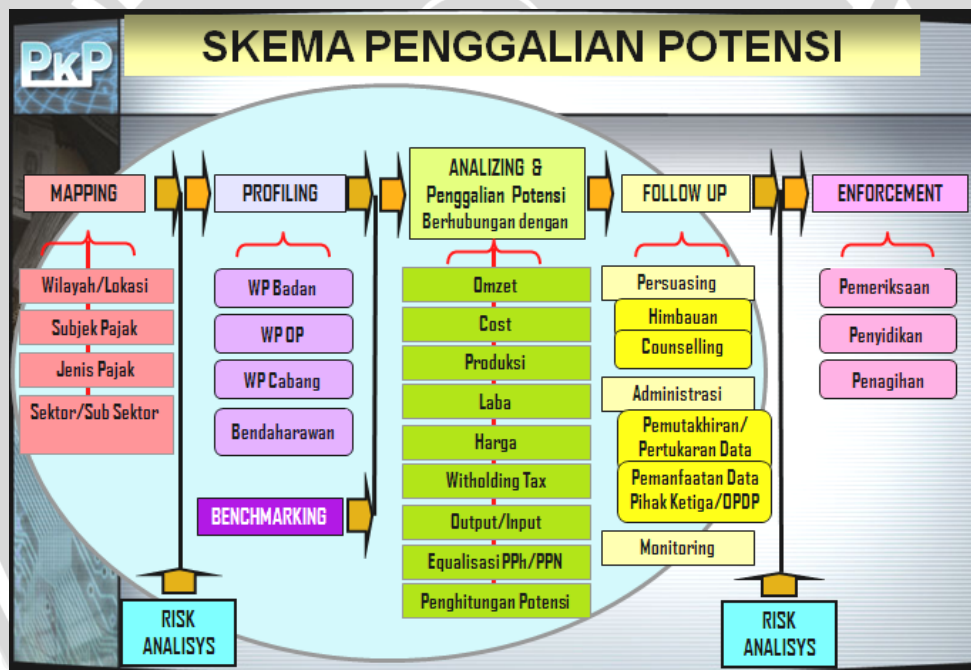 PKP
SKEMA PENGGALIAN POTENSI
MAPPING
Wilayah/Lokasi
Subjek Pajak
Jenis Pajak
Sektor/Sub Sektor
PROFILING
WP Badan
WP OP
WP Cabang
Bendaharawan
BENCHMARKING
ANALIZING &
Penggalian Potensi
Berhubungan dengan
Omzet
Cost
Produksi
Laba
Harga
Witholding Tax
Output/Input
Equalisasi PPh/PPN
Penghitungan Potensi
FOLLOW UP
Persuasing
Himbauan
Counselling
Administrasi
Pemutakhiran/
Pertukaran Data
Pemanfaatan Data
Pihak Ketiga/OPDP
Monitoring
ENFORCEMENT
Pemeriksaan
Penyidikan
Penagihan
RISK
ANALISYS
RISK
ANALISYS